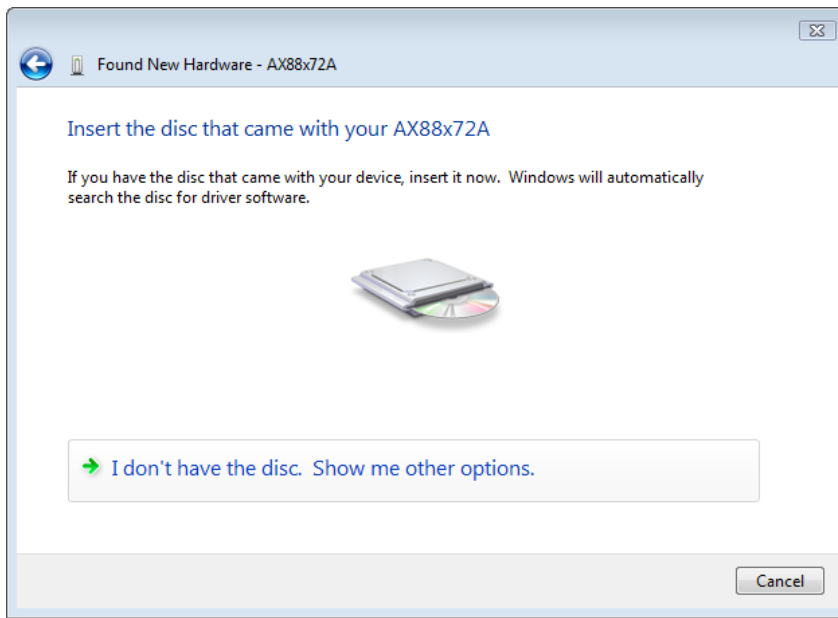 Found New Hardware - AX88x72A
Insert the disc that came with your AX88x72A
If you have the disc that came with your device, insert it now.  Windows will automatically
search the disc for driver software.
I don't have the disc.  Show me other options.
Cancel